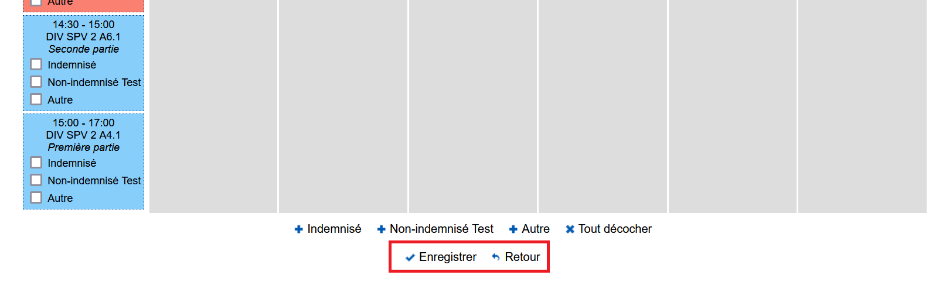 Autre
14:30 - 15:00
DIV SPV 2 A6.1
Seconde partie
Indemnisé
Non-indemnisé Test
Autre
15:00 - 17:00
DIV SPV 2 A4.1
Première partie
Indemnisé
Non-indemnisé Test
Autre
Indemnisé Non-indemnisé Test Autre Tout décocher
Enregistrer Retour